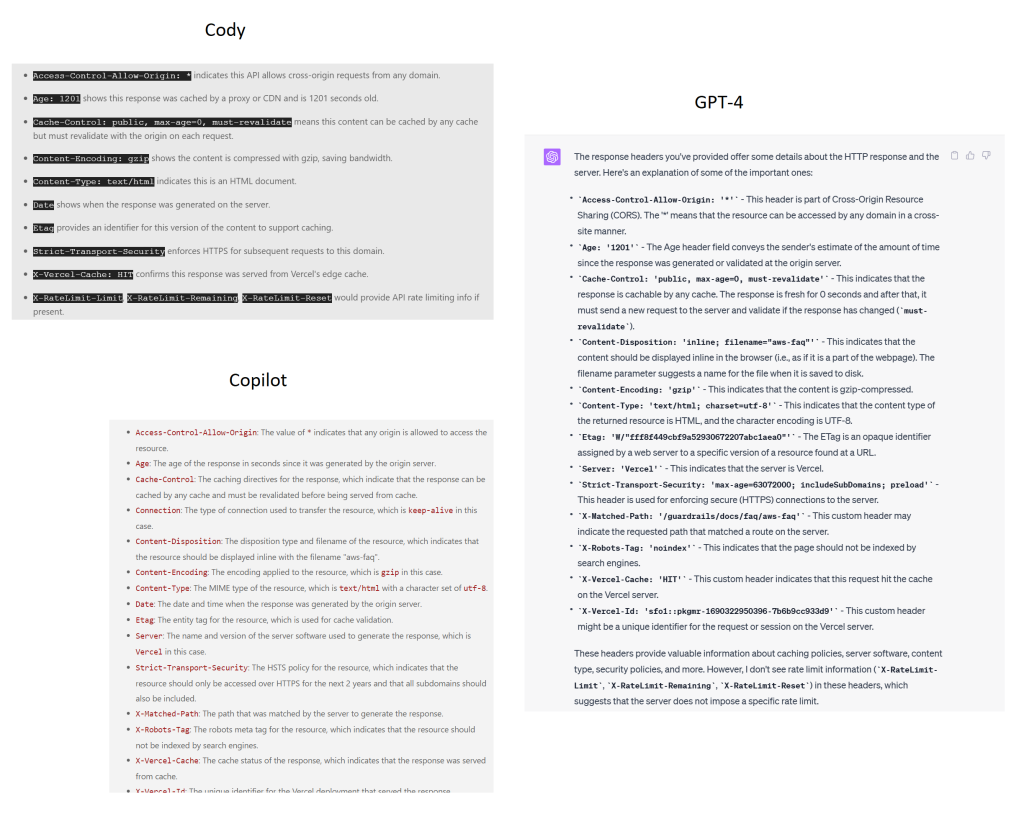 Cody
• Access-Control-Allow-Origin: * indicates this API allows cross-origin requests from any domain.
• Age: 1201 shows this response was cached by a proxy or CDN and is 1201 seconds old.
• Cache-Control: public, max-age=0, must-revalidate means this content can be cached by any cache
but must revalidate with the origin on each request.
• Content-Encoding: gzip shows the content is compressed with gzip, saving bandwidth.
• Content-Type: text/html indicates this is an HTML document.
• Date shows when the response was generated on the server.
• Etag provides an identifier for this version of the content to support caching.
• Strict-Transport-Security enforces HTTPS for subsequent requests to this domain.
• X-Vercel-Cache: HIT confirms this response was served from Vercel's edge cache.
• X-RateLimit-Limit, X-RateLimit-Remaining, X-RateLimit-Reset would provide API rate limiting info if
present.
Copilot
• Access-Control-Allow-Origin: The value of * indicates that any origin is allowed to access the
resource.
• Age: The age of the response in seconds since it was generated by the origin server.
• Cache-Control: The caching directives for the response, which indicate that the response can be
cached by any cache and must be revalidated before being served from cache.
• Connection: The type of connection used to transfer the resource, which is keep-alive in this
case.
• Content-Disposition: The disposition type and filename of the resource, which indicates that
the resource should be displayed inline with the filename "aws-faq".
• Content-Encoding: The encoding applied to the resource, which is gzip in this case.
• Content-Type: The MIME type of the resource, which is text/html with a character set of utf-8.
• Date: The date and time when the response was generated by the origin server.
• Etag: The entity tag for the resource, which is used for cache validation.
• Server: The name and version of the server software used to generate the response, which is
Vercel in this case.
• Strict-Transport-Security: The HSTS policy for the resource, which indicates that the
resource should only be accessed over HTTPS for the next 2 years and that all subdomains should
also be included.
• X-Matched-Path: The path that was matched by the server to generate the response.
• X-Robots-Tag: The robots meta tag for the resource, which indicates that the resource should
not be indexed by search engines.
• X-Vercel-Cache: The cache status of the response, which indicates that the response was served
from cache.
• X-Vercel-Id: The unique identifier for the Vercel deployment that served the response.
GPT-4
The response headers you've provided offer some details about the HTTP response and the
server. Here's an explanation of some of the important ones:
* `Access-Control-Allow-Origin: '*'` - This header is part of Cross-Origin Resource
Sharing (CORS). The '*' means that the resource can be accessed by any domain in a cross-
site manner.
* `Age: '1201'` - The Age header field conveys the sender's estimate of the amount of time
since the response was generated or validated at the origin server.
* `Cache-Control: 'public, max-age=0, must-revalidate'` - This indicates that the
response is cachable by any cache. The response is fresh for 0 seconds and after that, it
must send a new request to the server and validate if the response has changed (`must-
revalidate`).
* `Content-Disposition: 'inline; filename="aws-faq"'` - This indicates that the
content should be displayed inline in the browser (i.e., as if it is a part of the webpage). The
filename parameter suggests a name for the file when it is saved to disk.
* `Content-Encoding: 'gzip'` - This indicates that the content is gzip-compressed.
* `Content-Type: 'text/html; charset=utf-8'` - This indicates that the content type of
the returned resource is HTML, and the character encoding is UTF-8.
* `Etag: 'W/"fff8f449cbf9a52930672207abc1aea0"'` - The ETag is an opaque identifier
assigned by a web server to a specific version of a resource found at a URL.
* `Server: 'Vercel'` - This indicates that the server is Vercel.
* `Strict-Transport-Security: 'max-age=63072000; includeSubDomains; preload'` -
This header is used for enforcing secure (HTTPS) connections to the server.
* `X-Matched-Path: '/guardrails/docs/faq/aws-faq'` - This custom header may
indicate the requested path that matched a route on the server.
* `X-Robots-Tag: 'noindex'` - This indicates that the page should not be indexed by
search engines.
* `X-Vercel-Cache: 'HIT'` - This custom header indicates that this request hit the cache
on the Vercel server.
* `X-Vercel-Id: 'sfo1::pkgmr-1690322950396-7b6b9cc933d9'` - This custom header
might be a unique identifier for the request or session on the Vercel server.
These headers provide valuable information about caching policies, server software, content
type, security policies, and more. However, I don't see rate limit information (`X-RateLimit-
Limit`, `X-RateLimit-Remaining`, `X-RateLimit-Reset`) in these headers, which
suggests that the server does not impose a specific rate limit.